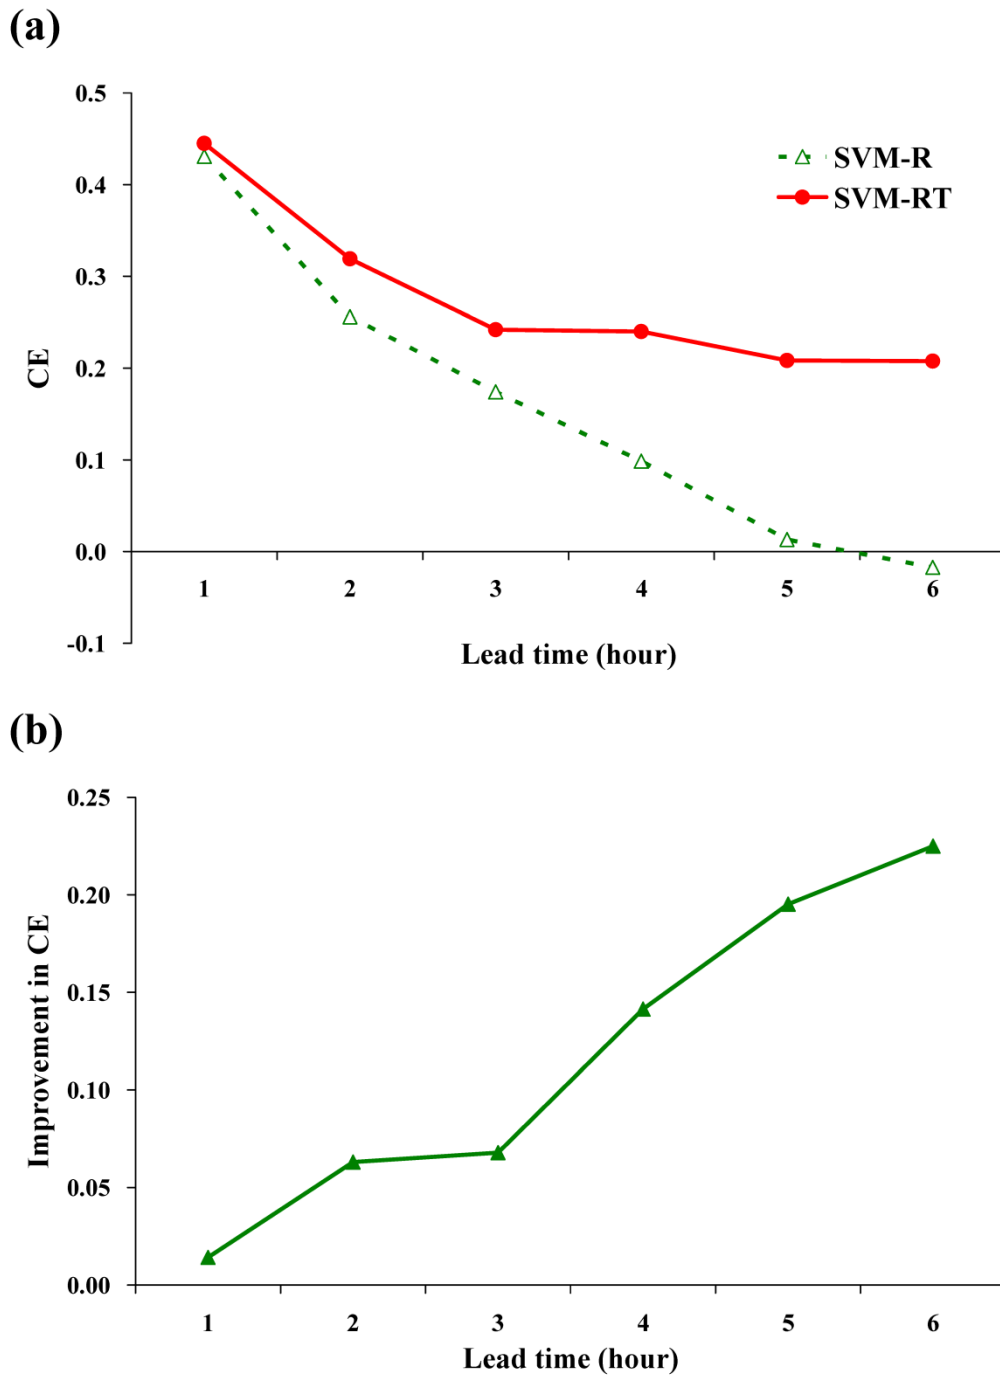 (a)
0.5
0.4
0.3
0.2
0.1
0.0
-0.1
CE
SVM-R
SVM-RT
1 2 3 4 5 6
Lead time (hour)
(b)
0.25
0.20
0.15
0.10
0.05
0.00
Improvement in CE
1 2 3 4 5 6
Lead time (hour)